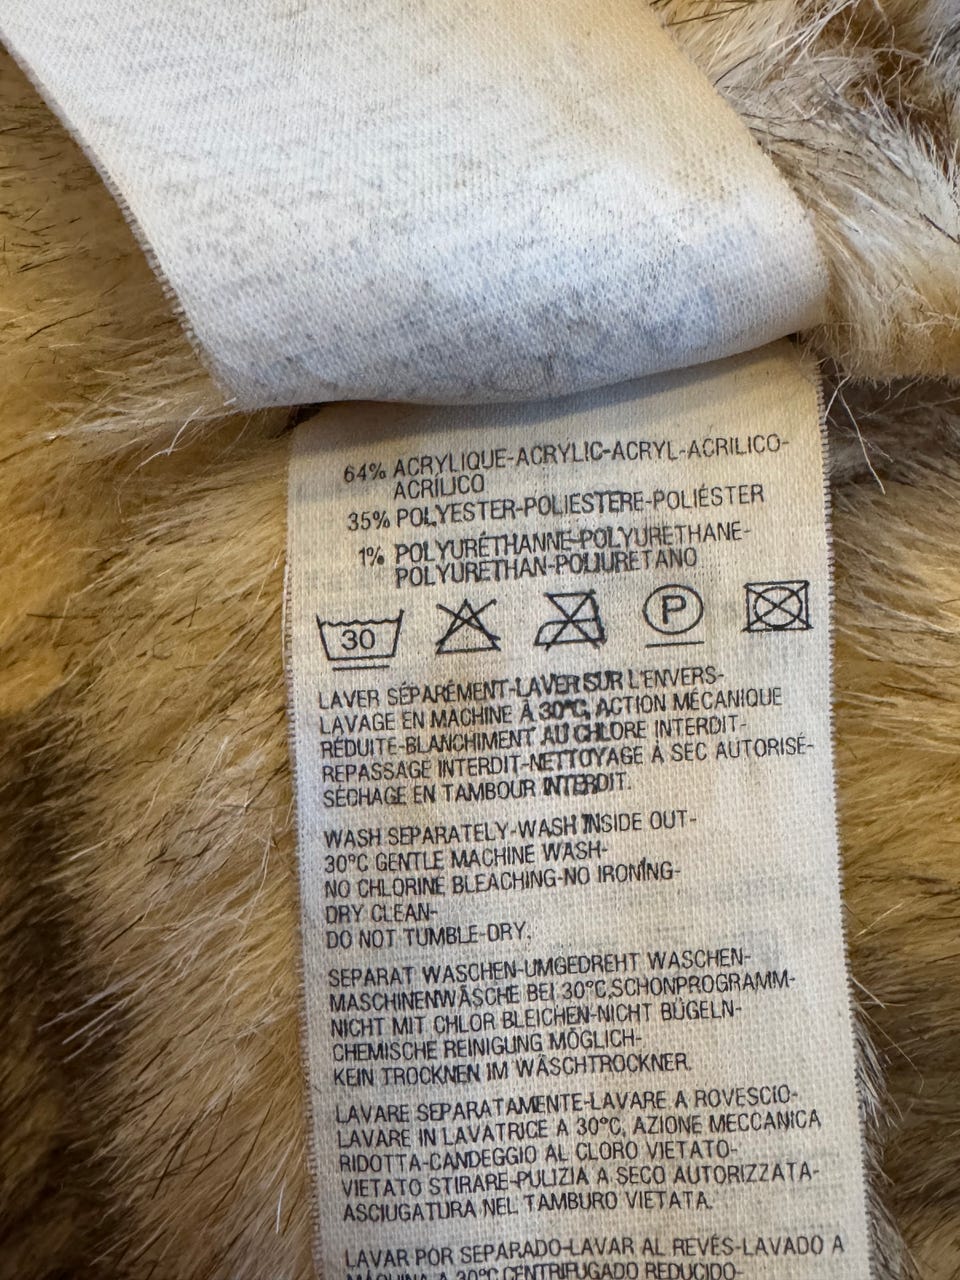 64% ACRYLIQUE-ACRYLIC-ACRYL-ACRILICO-
ACRÍLICO
35% POLYESTER-POLIESTERE-POLIÉSTER
1% POLYURÉTHANNE-POLYURETHANE-
POLYURETHAN-POLIURETANO
30 P
LAVER SÉPARÉMENT-LAVER SUR L'ENVERS-
LAVAGE EN MACHINE À 30°C, ACTION MÉCANIQUE
RÉDUITE-BLANCHIMENT AU CHLORE INTERDIT-
REPASSAGE INTERDIT-NETTOYAGE À SEC AUTORISÉ-
SÉCHAGE EN TAMBOUR INTERDIT.
WASH SEPARATELY-WASH INSIDE OUT-
30°C GENTLE MACHINE WASH-
NO CHLORINE BLEACHING-NO IRONING-
DRY CLEAN-
DO NOT TUMBLE-DRY.
SEPARAT WASCHEN-UMGEDREHT WASCHEN-
MASCHINENWÄSCHE BEI 30°C,SCHONPROGRAMM-
NICHT MIT CHLOR BLEICHEN-NICHT BÜGELN-
CHEMISCHE REINIGUNG MÖGLICH-
KEIN TROCKNEN IM WÄSCHTROCKNER.
LAVARE SEPARATAMENTE-LAVARE A ROVESCIO-
LAVARE IN LAVATRICE A 30°C, AZIONE MECCANICA
RIDOTTA-CANDEGGIO AL CLORO VIETATO-
VIETATO STIRARE-PULIZIA A SECO AUTORIZZATA-
ASCIUGATURA NEL TAMBURO VIETATA.
LAVAR POR SEPARADO-LAVAR AL REVÉS-LAVADO A
MÁQUINA A 30°C,CENTRIFUGADO REDUCIDO-